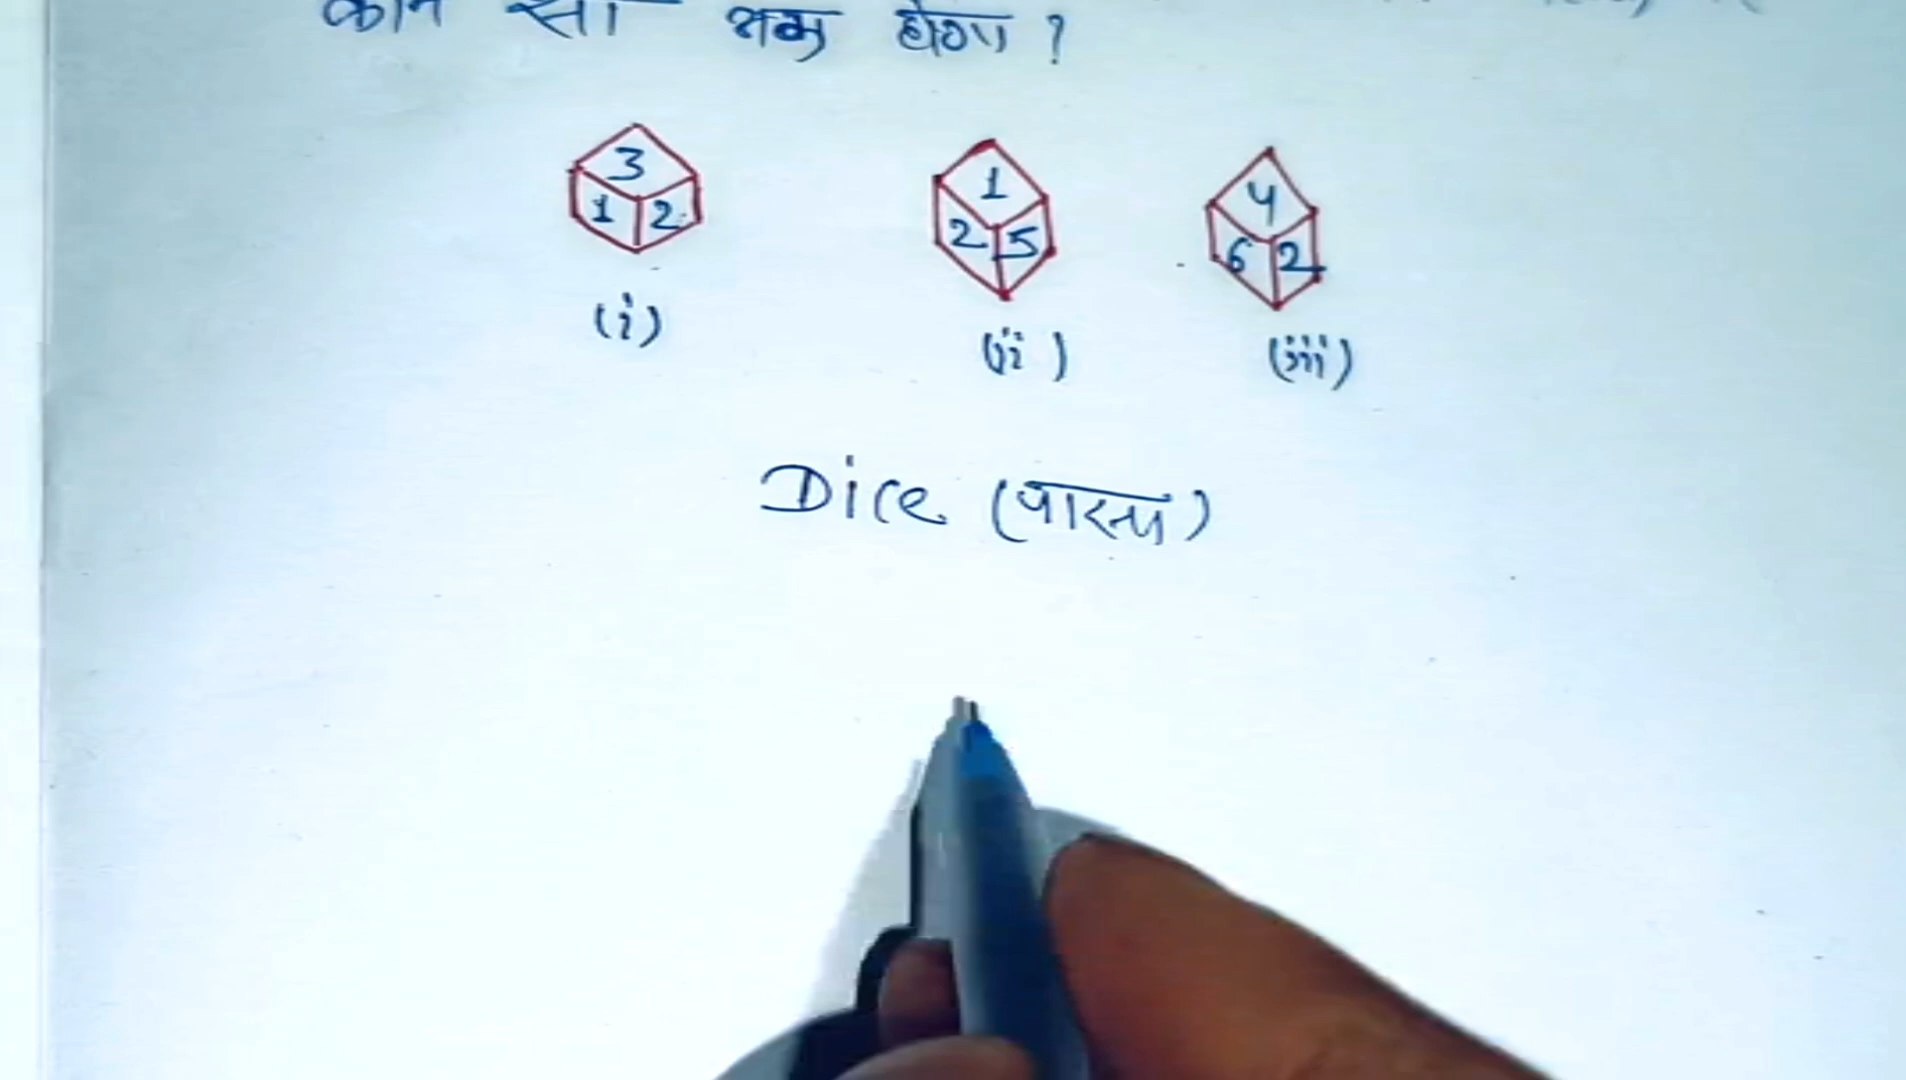 कौन सा अंक होगा ?
3 1 4
1 2 2 5 6 2
(i) (ii) (iii)
Dice (पासा)